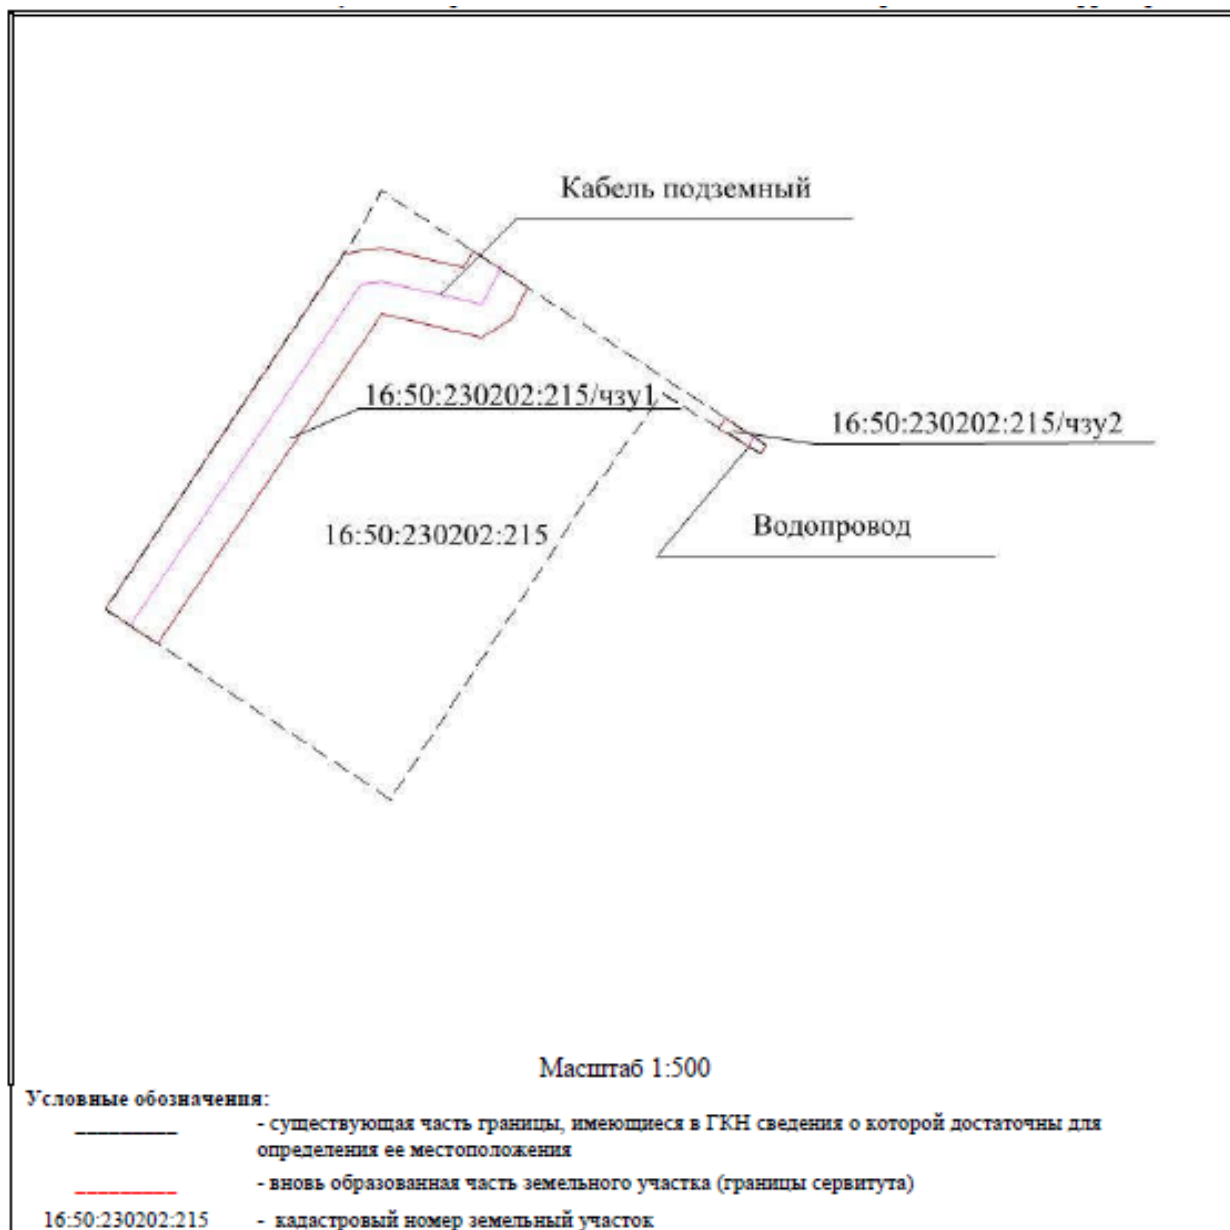 Кабель подземный
16:50:230202:215/чзу1
16:50:230202:215/чзу2
16:50:230202:215
Водопровод
Масштаб 1:500
Условные обозначения:
- существующая часть границы, имеющиеся в ГКН сведения о которой достаточны для
определения ее местоположения
- вновь образованная часть земельного участка (границы сервитута)
16:50:230202:215 - кадастровый номер земельный участок